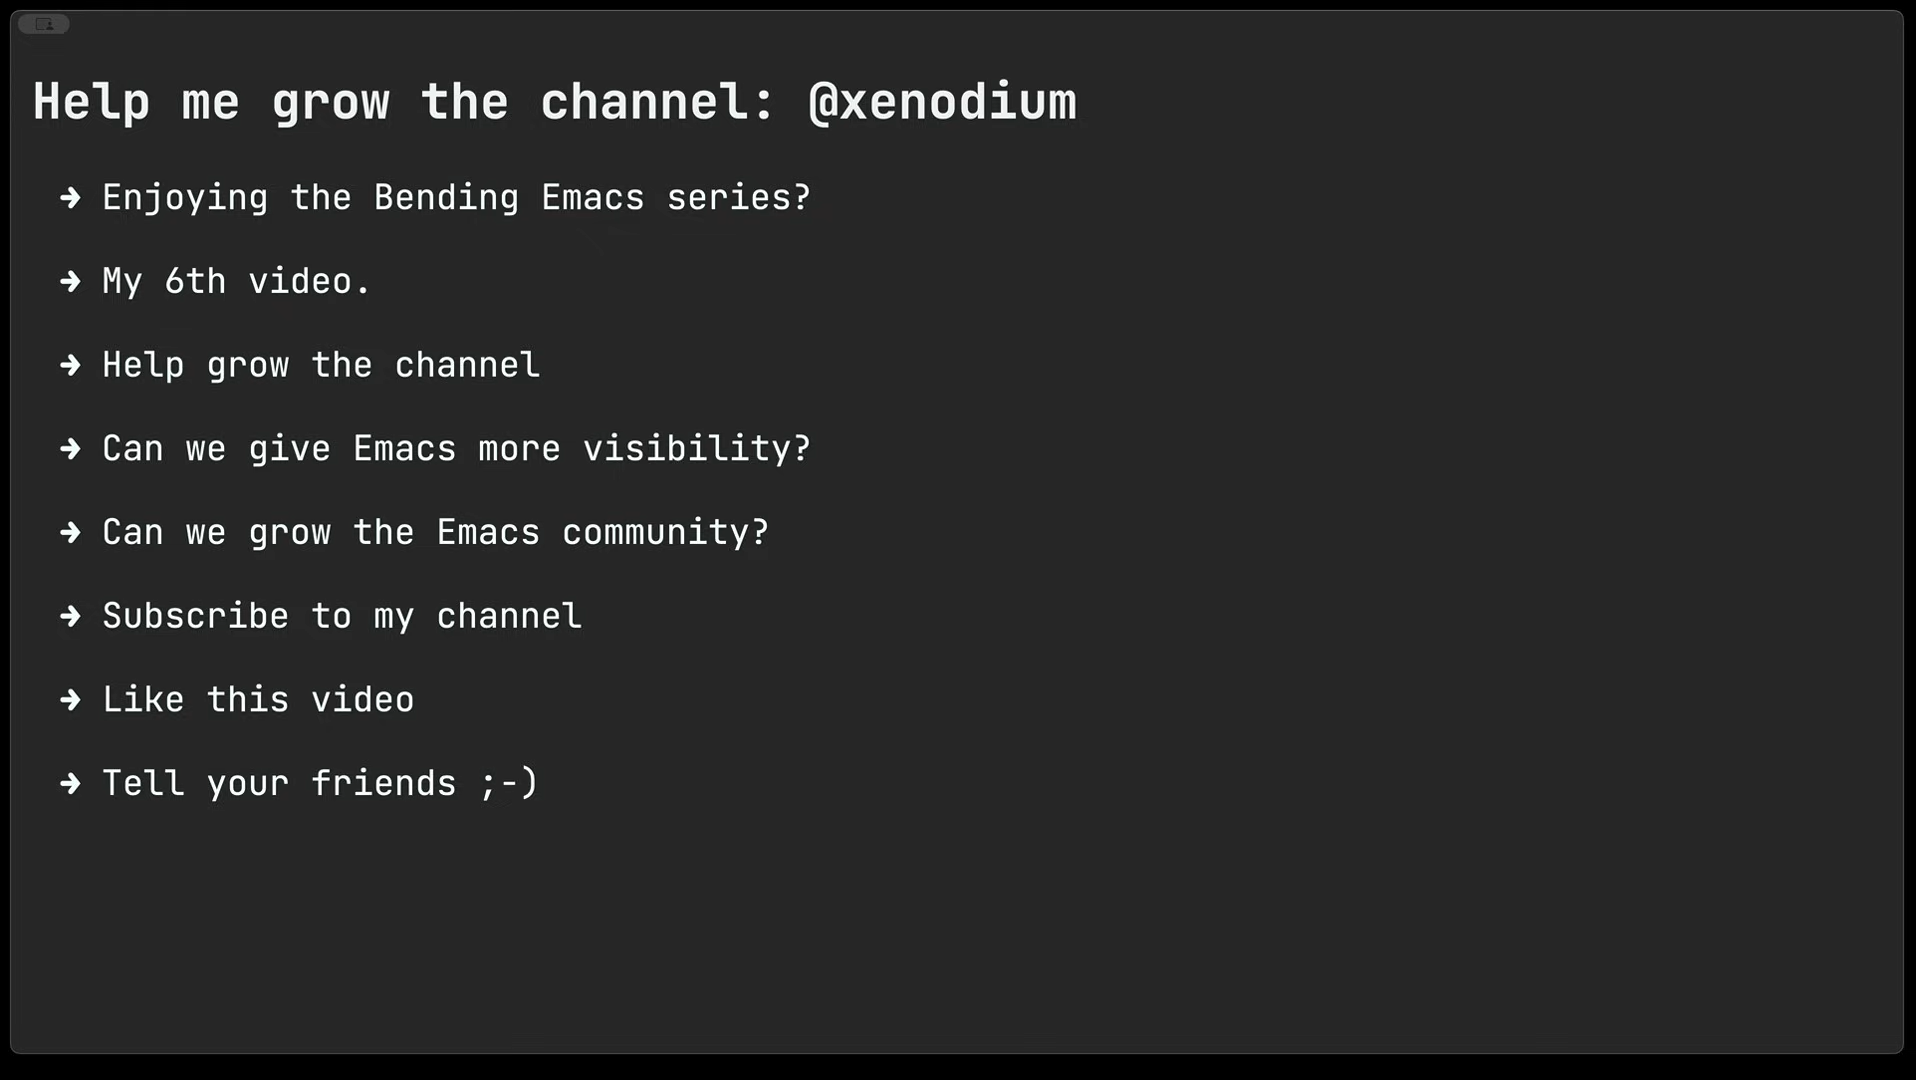 Help me grow the channel: @xenodium
→ Enjoying the Bending Emacs series?
→ My 6th video.
→ Help grow the channel
→ Can we give Emacs more visibility?
→ Can we grow the Emacs community?
→ Subscribe to my channel
→ Like this video
→ Tell your friends ;-)